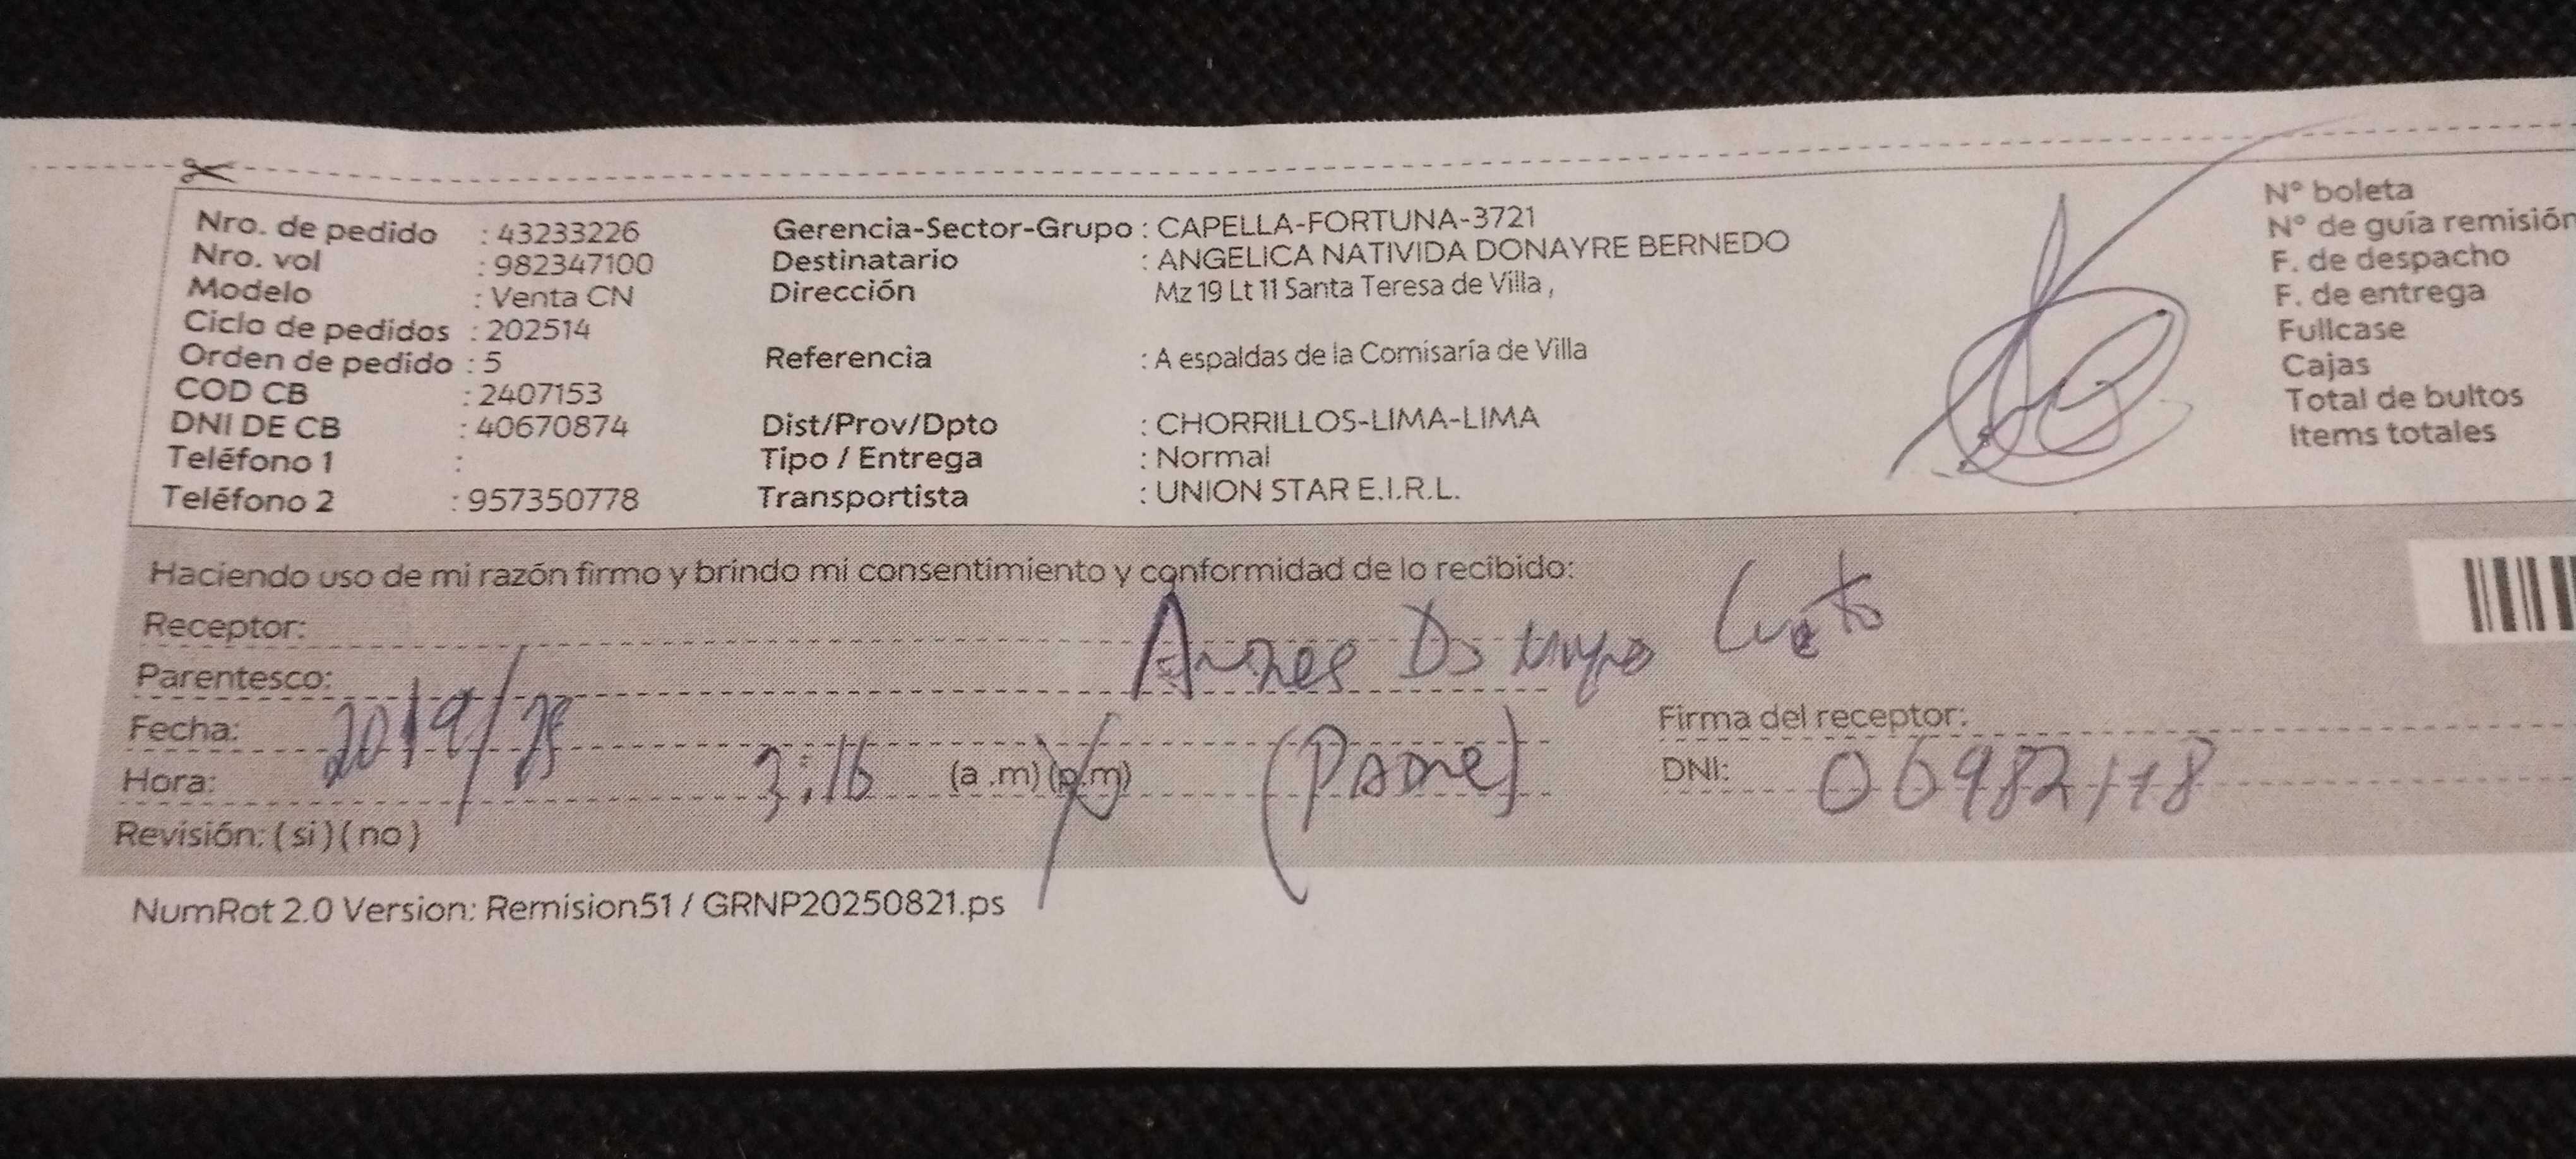 Nro. de pedido : 43233226
Nro. vol : 982347100
Modelo : Venta CN
Ciclo de pedidos : 202514
Orden de pedido : 5
COD CB : 2407153
DNI DE CB : 40670874
Teléfono 1 :
Teléfono 2 : 957350778
Gerencia-Sector-Grupo : CAPELLA-FORTUNA-3721
Destinatario : ANGELICA NATIVIDA DONAYRE BERNEDO
Dirección Mz 19 Lt 11 Santa Teresa de Villa ,
Referencia : A espaldas de la Comisaría de Villa
Dist/Prov/Dpto : CHORRILLOS-LIMA-LIMA
Tipo / Entrega : Normal
Transportista : UNION STAR E.I.R.L.
N° boleta
N° de guía remisión
F. de despacho
F. de entrega
Fullcase
Cajas
Total de bultos
Items totales
Haciendo uso de mi razón firmo y brindo mi consentimiento y conformidad de lo recibido:
Receptor:
Parentesco:
Fecha:
Hora: 3:16 (a .m) (p.m) (Padre)
Revisión: ( si ) ( no )
Firma del receptor:
DNI:
NumRot 2.0 Version: Remision51 / GRNP20250821.ps